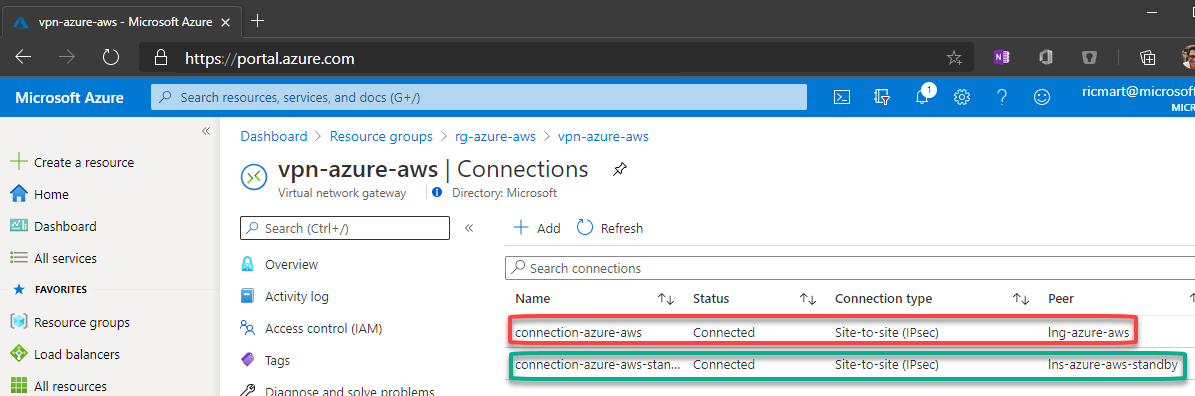 vpn-azure-aws - Microsoft Azure
https://portal.azure.com
Microsoft Azure
Search resources, services, and docs (G+/)
1
ricmart@microsoft
MIC
Dashboard > Resource groups > rg-azure-aws > vpn-azure-aws
Create a resource
Home
Dashboard
All services
FAVORITES
Resource groups
Load balancers
All resources
vpn-azure-aws | Connections
Virtual network gateway
Directory: Microsoft
Search (Ctrl+/)
Overview
Activity log
Access control (IAM)
Tags
Diagnose and solve problems
Add Refresh
Search connections
Name Status Connection type Peer
connection-azure-aws Connected Site-to-site (IPsec) lng-azure-aws
connection-azure-aws-stan... Connected Site-to-site (IPsec) lns-azure-aws-standby